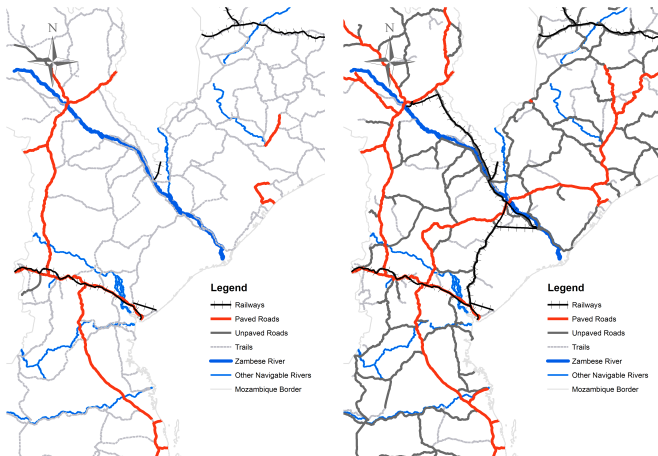 N
Legend
Railways
Paved Roads
Unpaved Roads
Trails
Zambese River
Other Navigable Rivers
Mozambique Border
N
Legend
Railways
Paved Roads
Unpaved Roads
Trails
Zambese River
Other Navigable Rivers
Mozambique Border